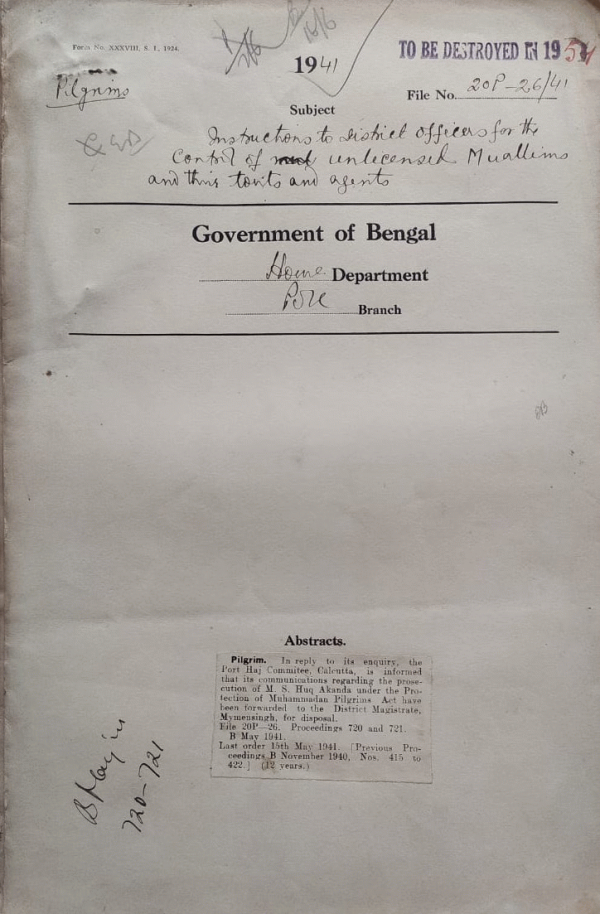 Form No. XXXVIII, S. I., 1924.
TO BE DESTROYED IN 195
1941
Pilgrims
File No. 20P-26/41
Subject
Instructions to District Officers for the
Control of unlicensed Muallims
and their touts and agents
Government of Bengal
Home Department
Pol Branch
Abstracts.
Pilgrim. In reply to its enquiry, the
Port Haj Commitee, Calcutta, is informed
that its communications regarding the prose-
cution of M. S. Huq Akanda under the Pro-
tection of Muhammadan Pilgrims Act have
been forwarded to the District Magistrate,
Mymensingh, for disposal.
File 20P—26. Proceedings 720 and 721.
B May 1941.
Last order 15th May 1941. [Previous Pro-
ceedings B November 1940, Nos. 415 to
422.] (12 years.)
B May
720-721